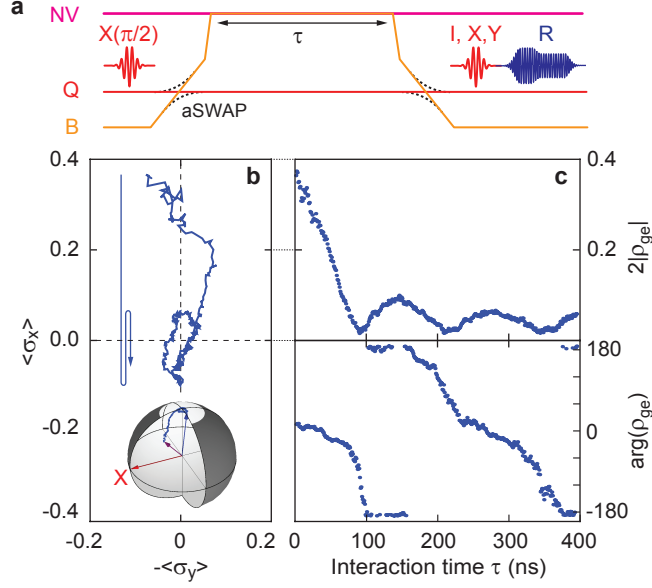 a
NV
X(π/2)
τ
I, X,Y
R
Q
aSWAP
B
0.4
0.2
0.0
-0.2
-0.4
<σx>
b
X
-0.2
0
0.2
-<σy>
c
0.4
0.2
2|ρge|
180
0
-180
arg(ρge)
0
100
200
300
400
Interaction time τ (ns)